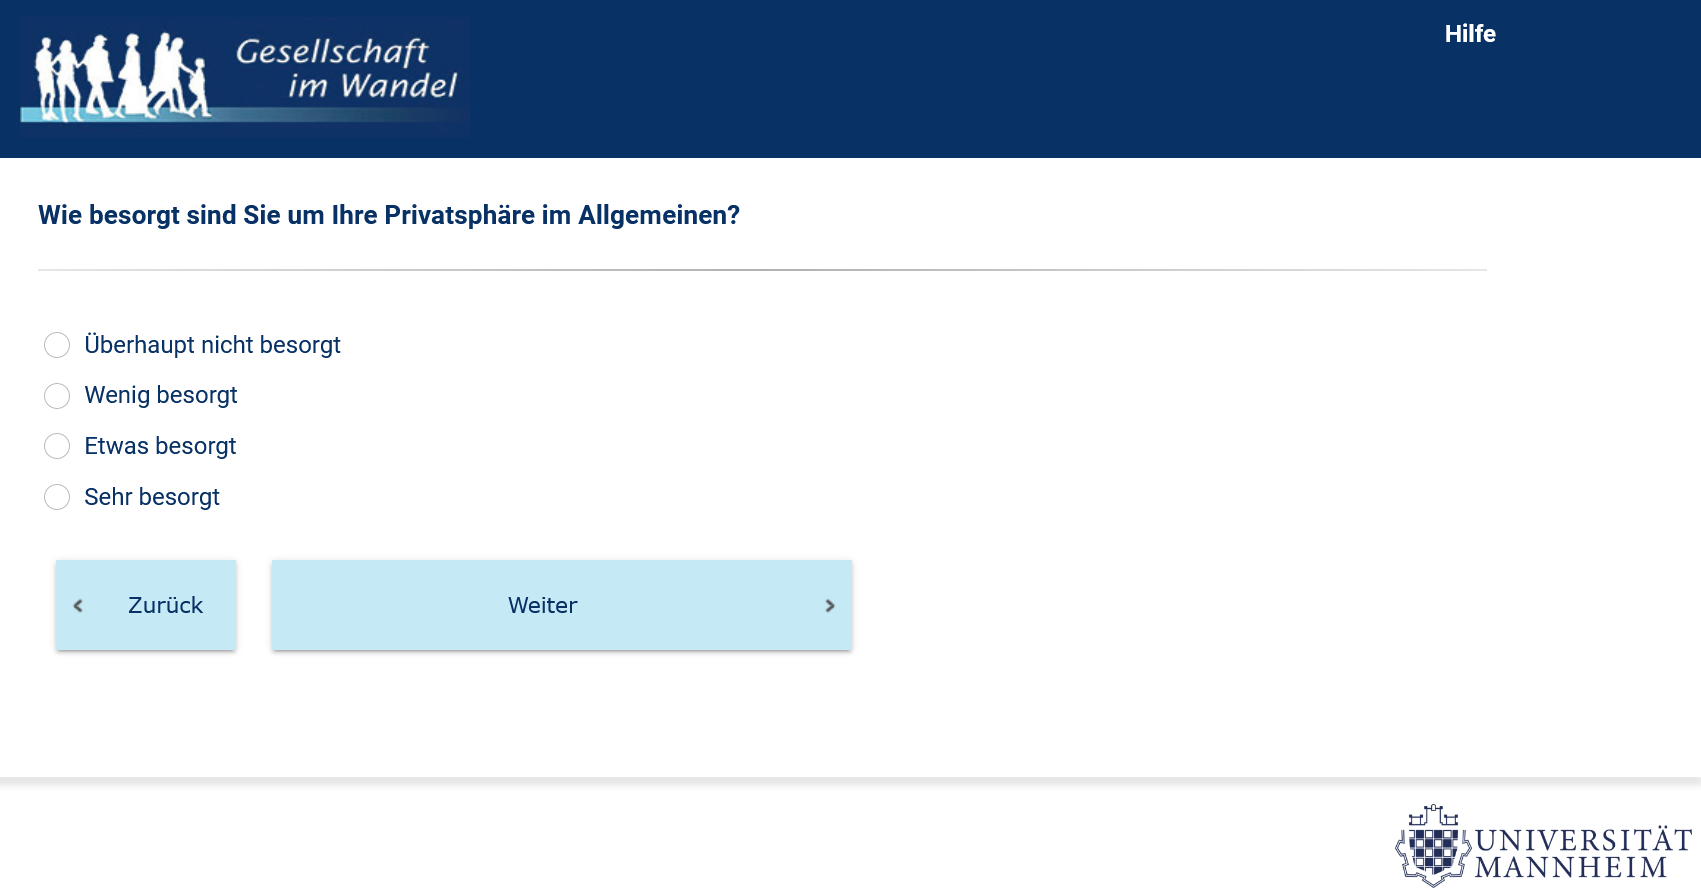 Gesellschaft
im Wandel
Hilfe
Wie besorgt sind Sie um Ihre Privatsphäre im Allgemeinen?
Überhaupt nicht besorgt
Wenig besorgt
Etwas besorgt
Sehr besorgt
Zurück
Weiter
UNIVERSITÄT
MANNHEIM